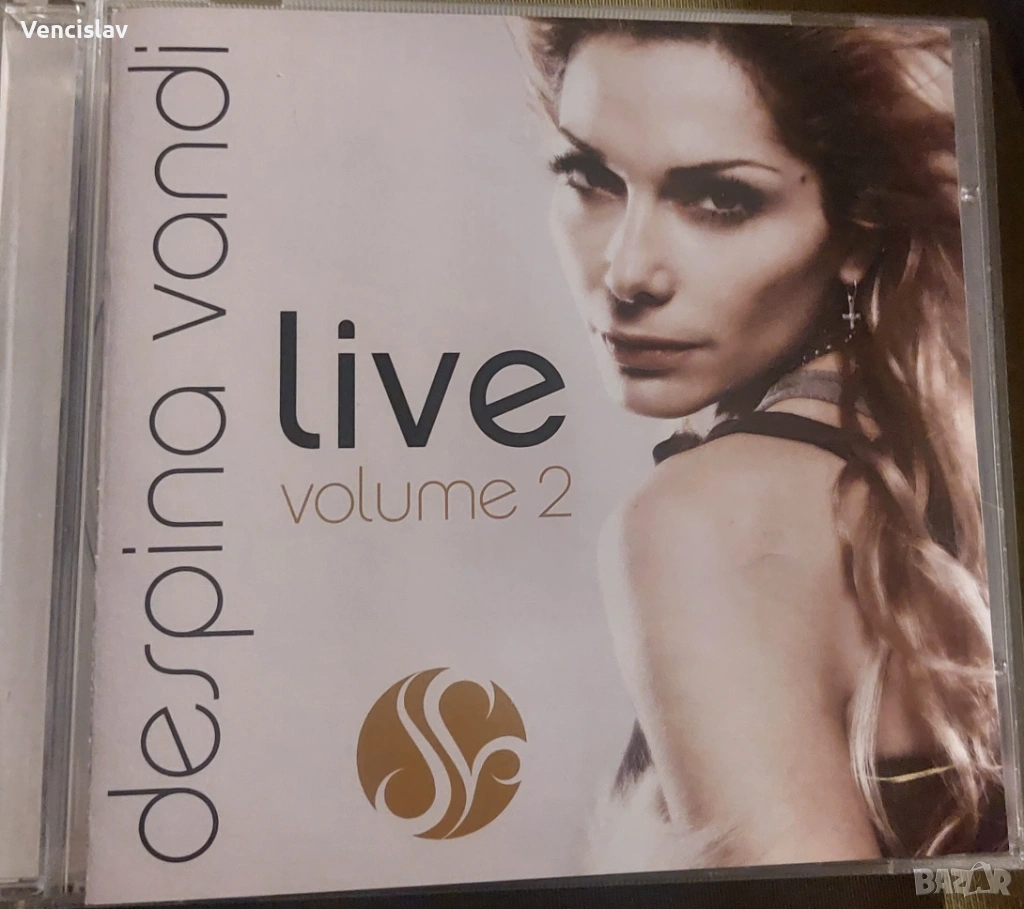 Vencislav
despina vandi
live
volume 2
BAZAR